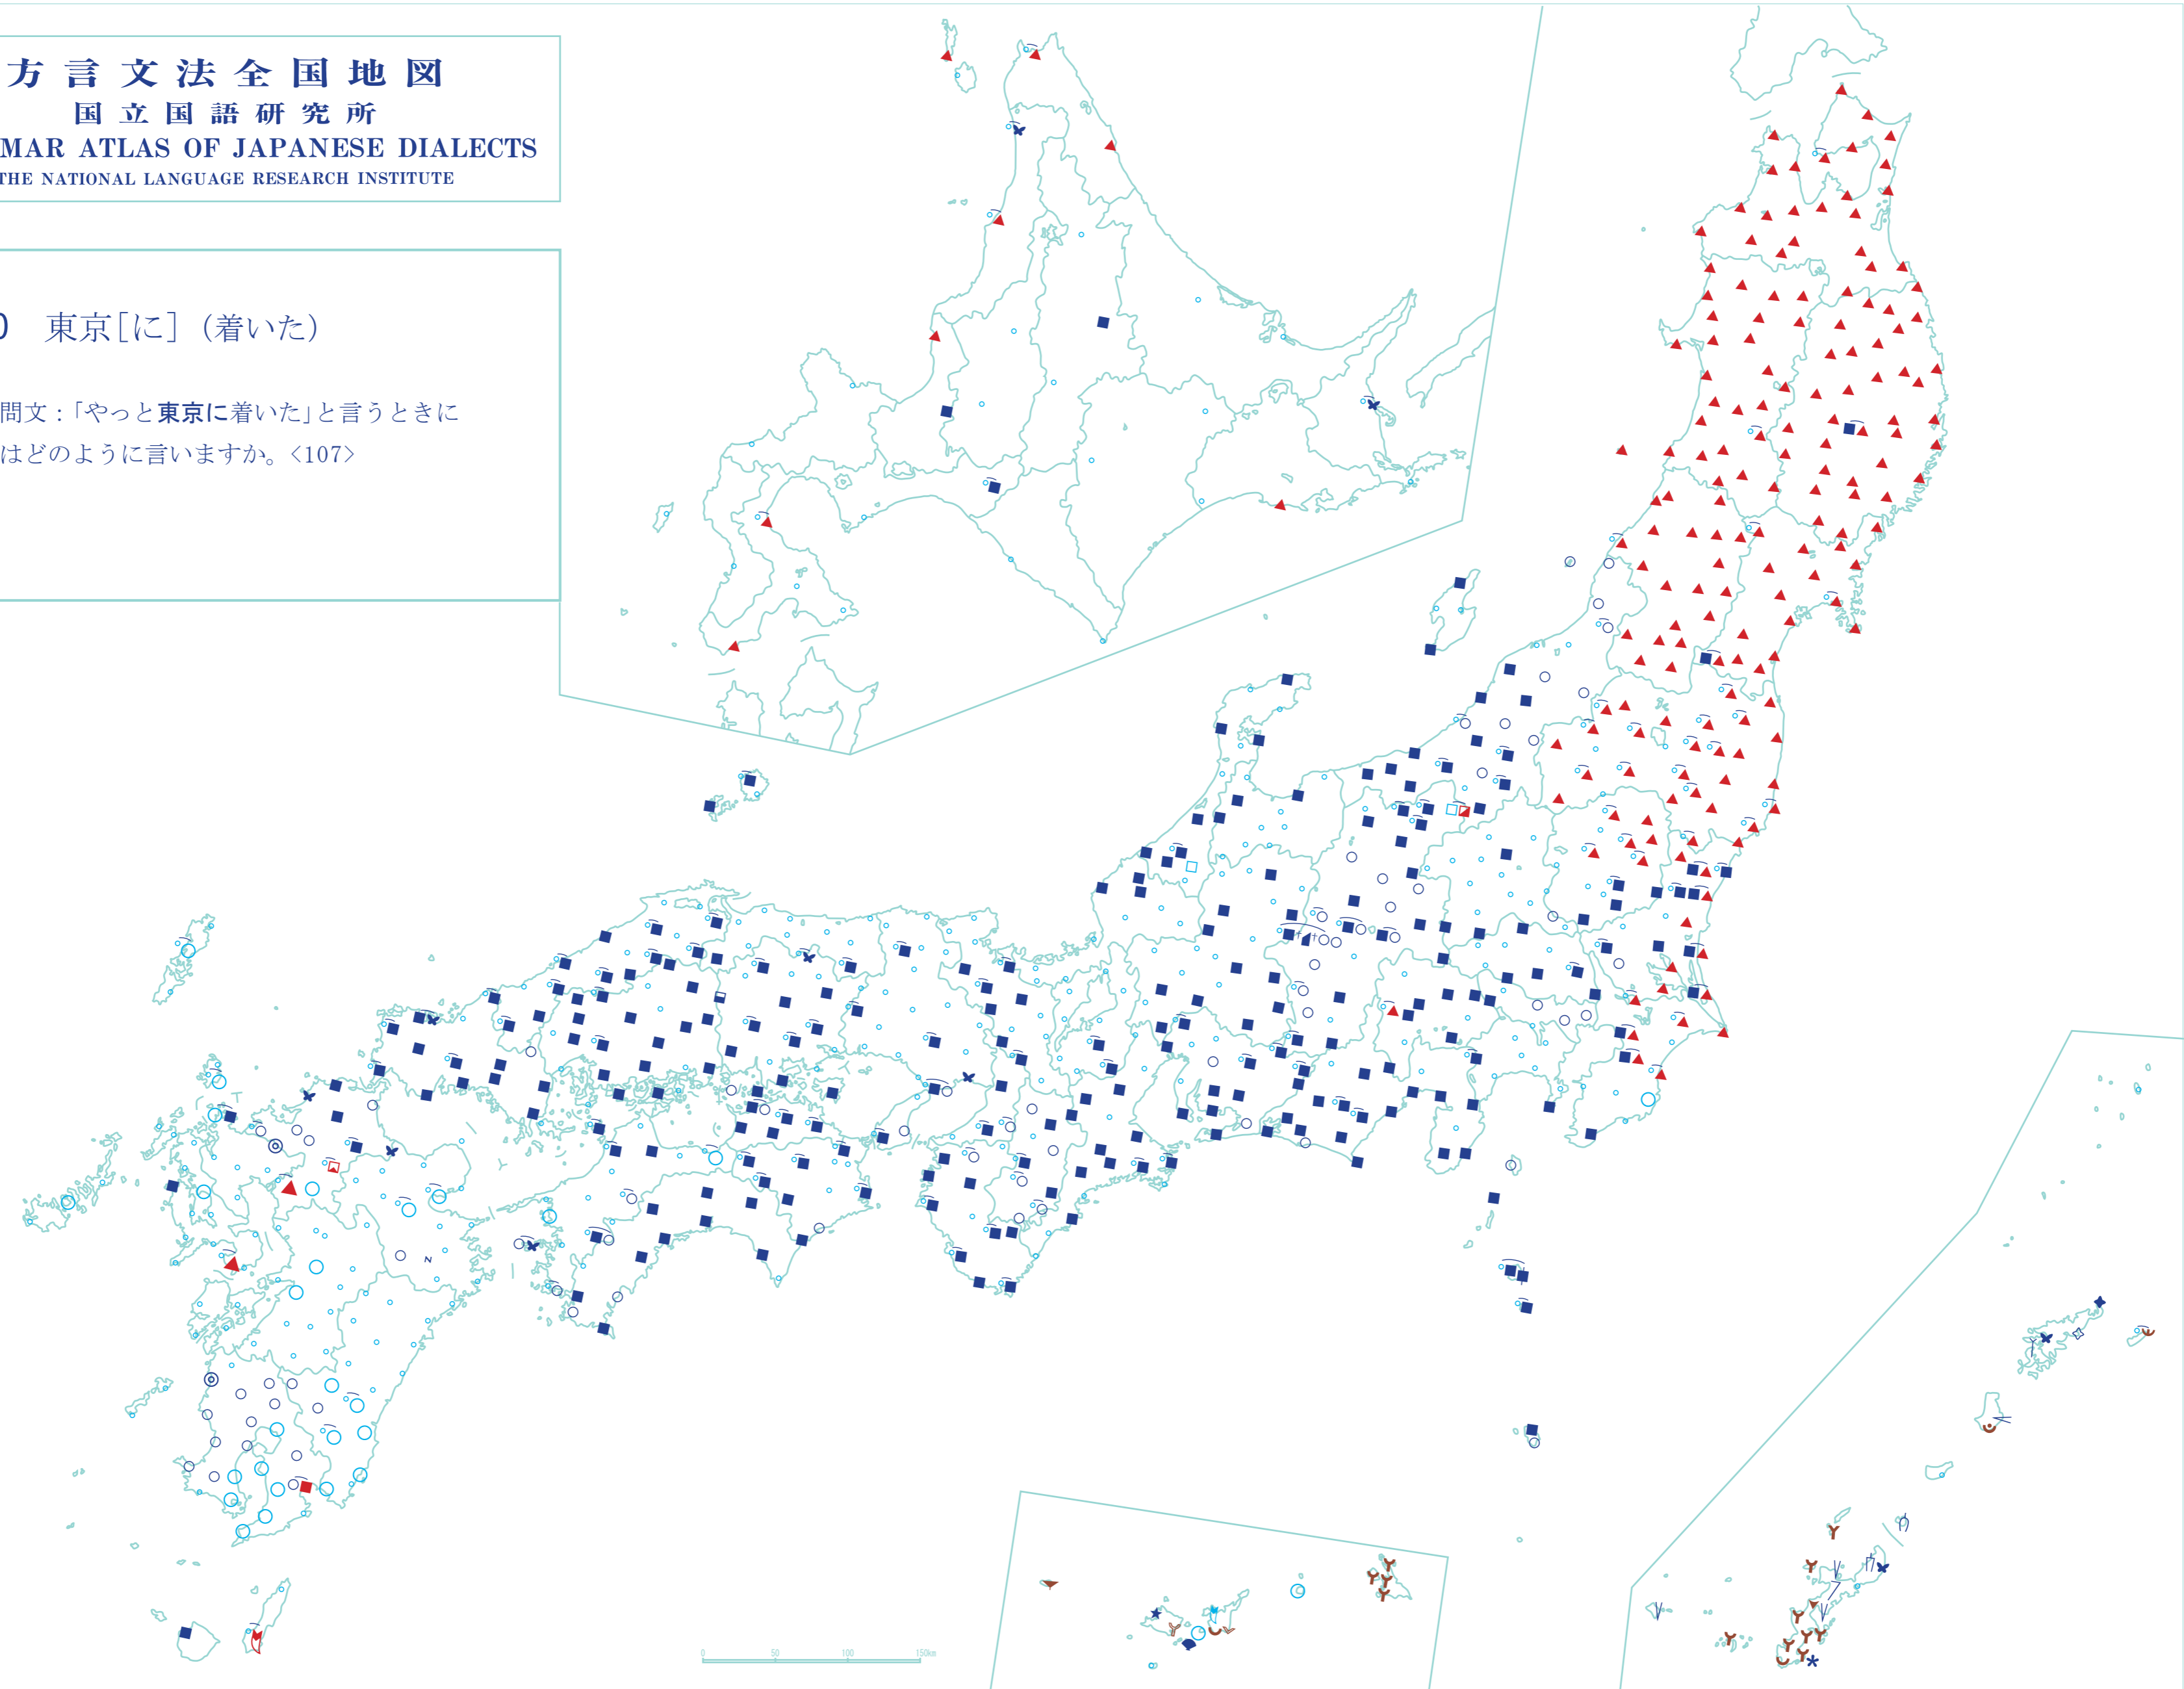 方言文法全国地図
国立国語研究所
MAR ATLAS OF JAPANESE DIALECTS
THE NATIONAL LANGUAGE RESEARCH INSTITUTE
0 東京[に](着いた)
問文:「やっと東京に着いた」と言うときに
はどのように言いますか。〈107〉
0 50 100 150km